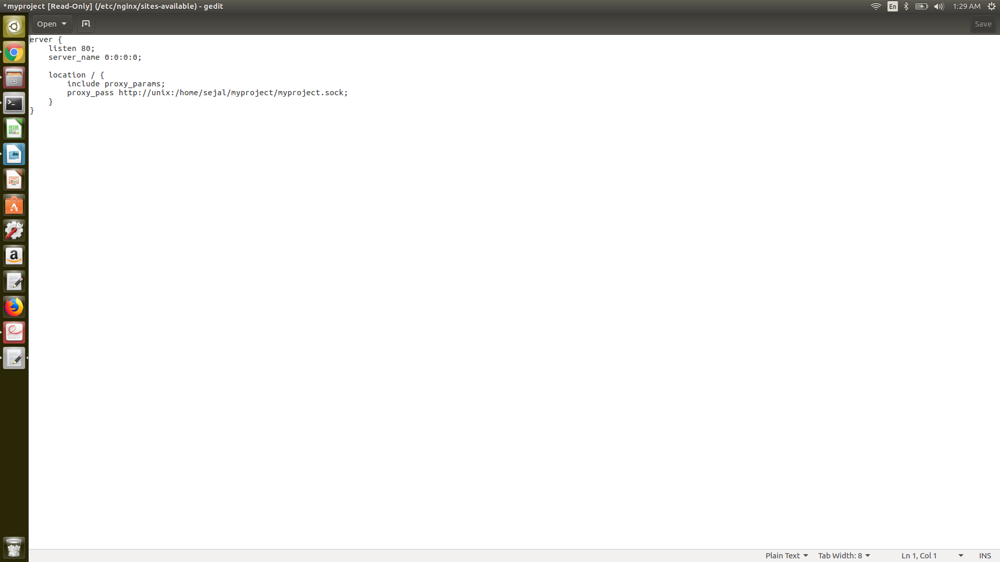 *myproject [Read-Only] (/etc/nginx/sites-available) - gedit
En
1:29 AM
Open
Save
erver {
    listen 80;
    server_name 0:0:0:0;

    location / {
        include proxy_params;
        proxy_pass http://unix:/home/sejal/myproject/myproject.sock;
    }
}
Plain Text
Tab Width: 8
Ln 1, Col 1
INS